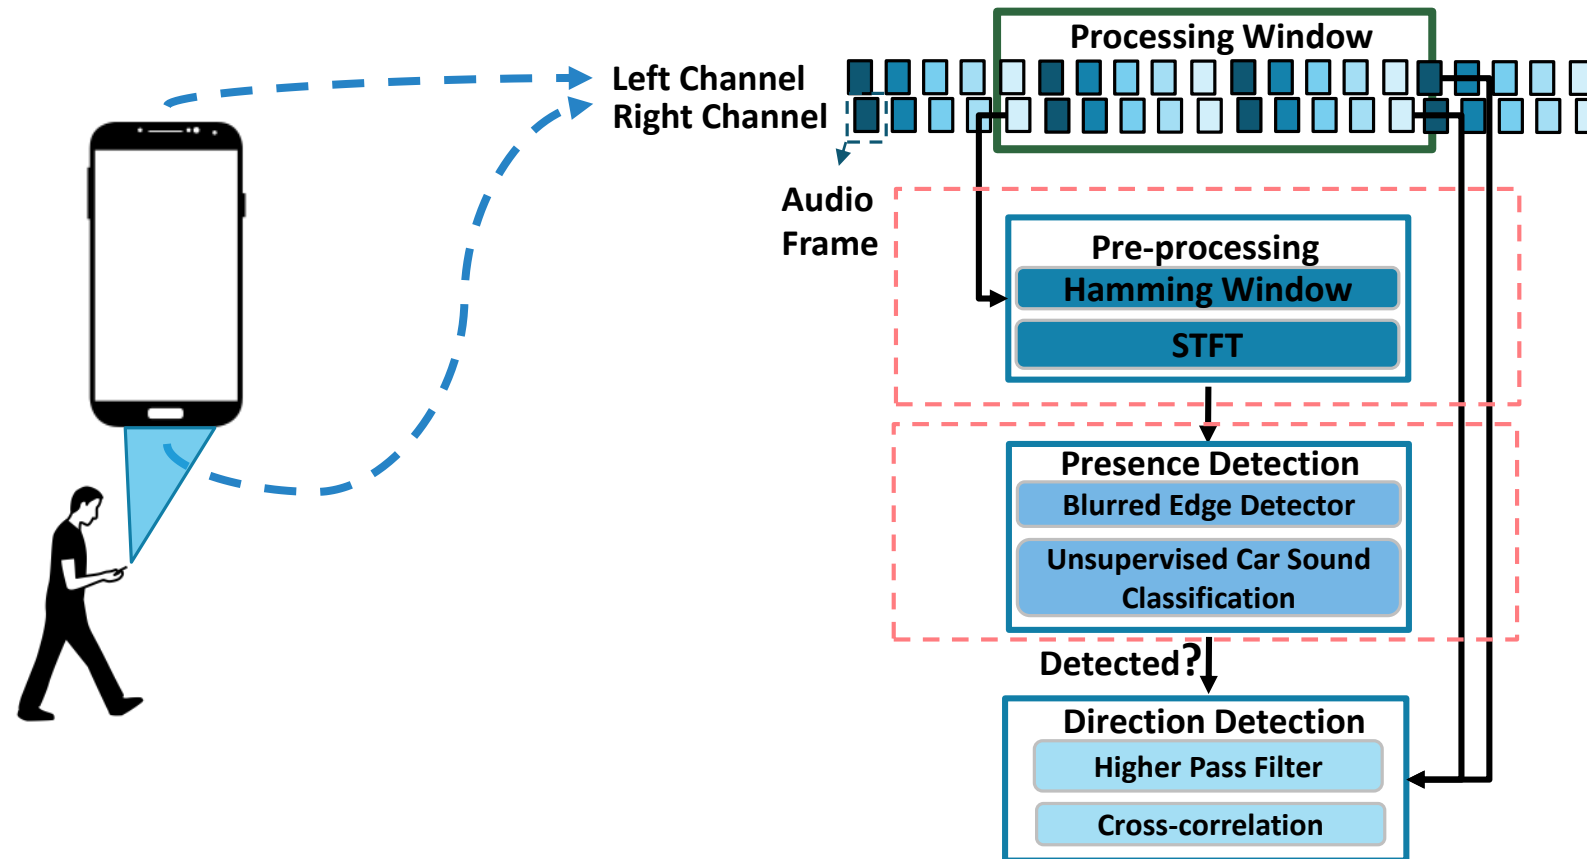 Processing Window
Left Channel
Right Channel
Audio
Frame
Pre-processing
Hamming Window
STFT
Presence Detection
Blurred Edge Detector
Unsupervised Car Sound
Classification
Detected?
Direction Detection
Higher Pass Filter
Cross-correlation